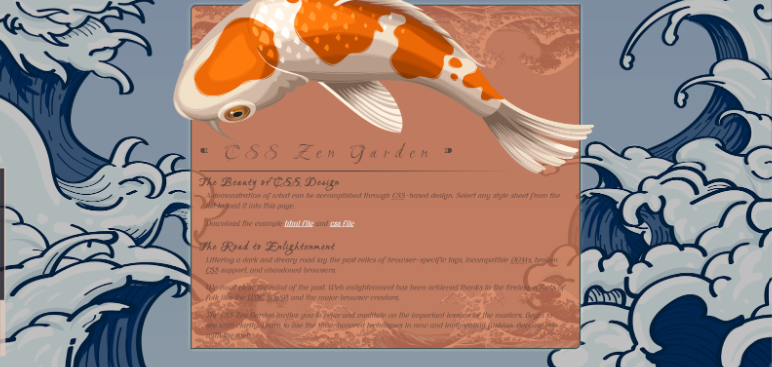 CSS Zen Garden
The Beauty of CSS Design
A demonstration of what can be accomplished through CSS-based design. Select any style sheet from the
list to load it into this page.
Download the example html file and css file
The Road to Enlightenment
Littering a dark and dreary road lay the past relics of browser-specific tags, incompatible DOMs, broken
CSS support, and abandoned browsers.
We must clear the mind of the past. Web enlightenment has been achieved thanks to the tireless efforts of
folk like the W3C, WaSP, and the major browser creators.
The CSS Zen Garden invites you to relax and meditate on the important lessons of the masters. Begin to
see with clarity. Learn to use the time-honored techniques in new and invigorating fashion. Become one
with the web.